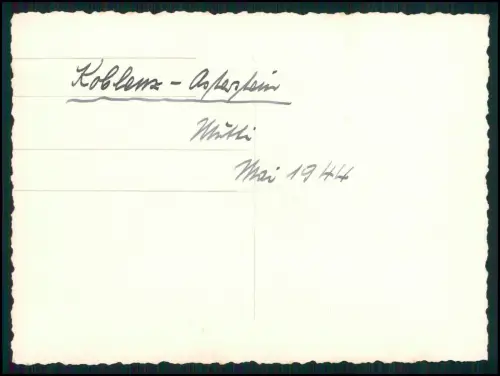 Koblenz - Asterstein
Mutti
Mai 1944